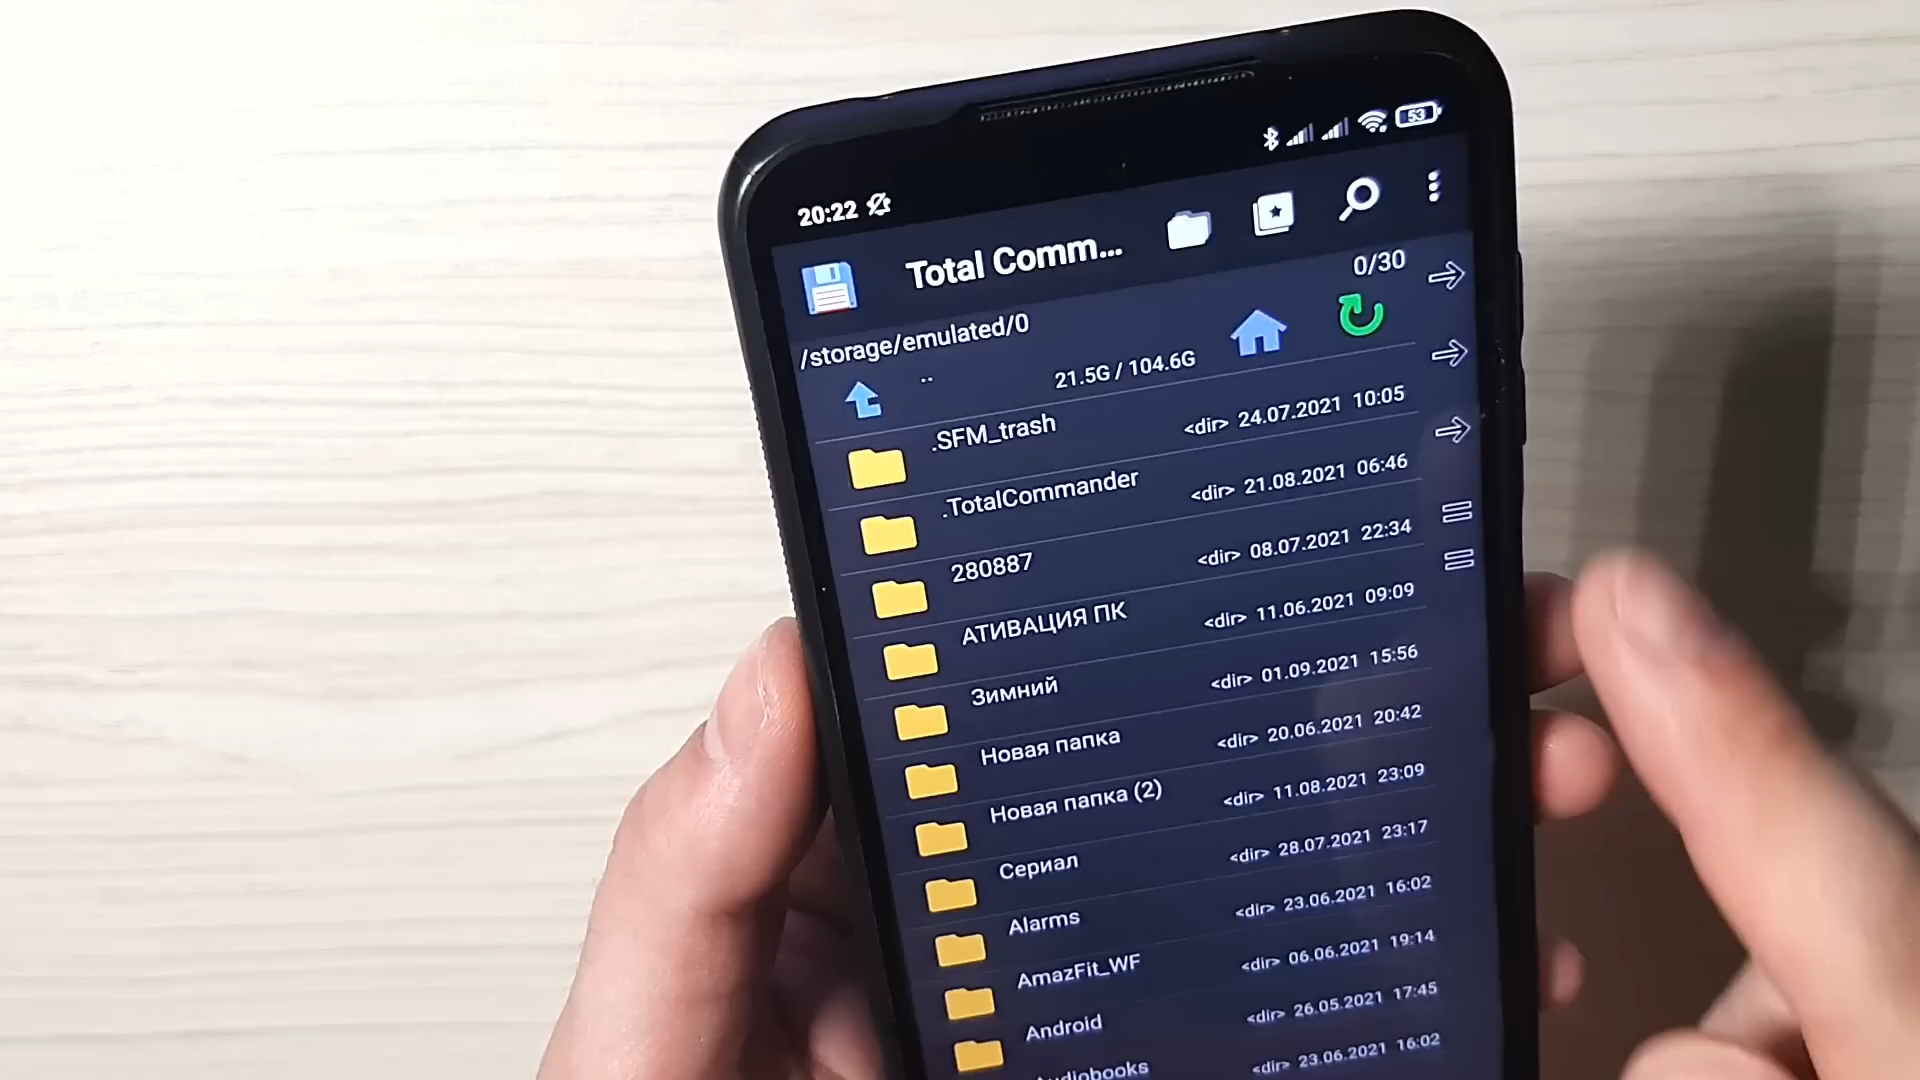 20:22
53
Total Comm...
0/30
/storage/emulated/0
..
21.5G / 104.6G
.SFM_trash
<dir> 24.07.2021 10:05
.TotalCommander
<dir> 21.08.2021 06:46
280887
<dir> 08.07.2021 22:34
АТИВАЦИЯ ПК
<dir> 11.06.2021 09:09
Зимний
<dir> 01.09.2021 15:56
Новая папка
<dir> 20.06.2021 20:42
Новая папка (2)
<dir> 11.08.2021 23:09
Сериал
<dir> 28.07.2021 23:17
Alarms
<dir> 23.06.2021 16:02
AmazFit_WF
<dir> 06.06.2021 19:14
Android
<dir> 26.05.2021 17:45
Audiobooks
<dir> 23.06.2021 16:02